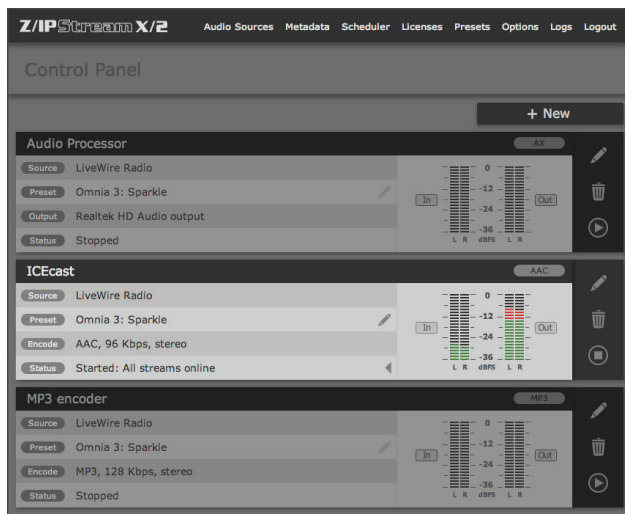 Z/IPStream X/2 Audio Sources Metadata Scheduler Licenses Presets Options Logs Logout
Control Panel
+ New
Audio Processor AX
Source LiveWire Radio
Preset Omnia 3: Sparkle
Output Realtek HD Audio output
Status Stopped
In 0 -12 -24 -36 Out
L R dBFS L R
ICEcast AAC
Source LiveWire Radio
Preset Omnia 3: Sparkle
Encode AAC, 96 Kbps, stereo
Status Started: All streams online
In 0 -12 -24 -36 Out
L R dBFS L R
MP3 encoder MP3
Source LiveWire Radio
Preset Omnia 3: Sparkle
Encode MP3, 128 Kbps, stereo
Status Stopped
In 0 -12 -24 -36 Out
L R dBFS L R